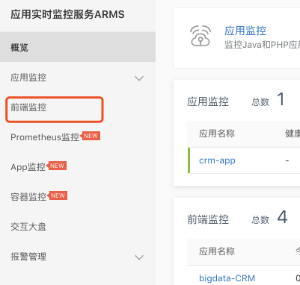 应用实时监控服务ARMS
概览
应用监控
前端监控
Prometheus监控 NEW
App监控 NEW
容器监控 NEW
交互大盘
报警管理
应用监控
监控Java和PHP应
应用监控 总数 1
应用名称 健康
crm-app -
前端监控 总数 4
应用名称
bigdata-CRM 0